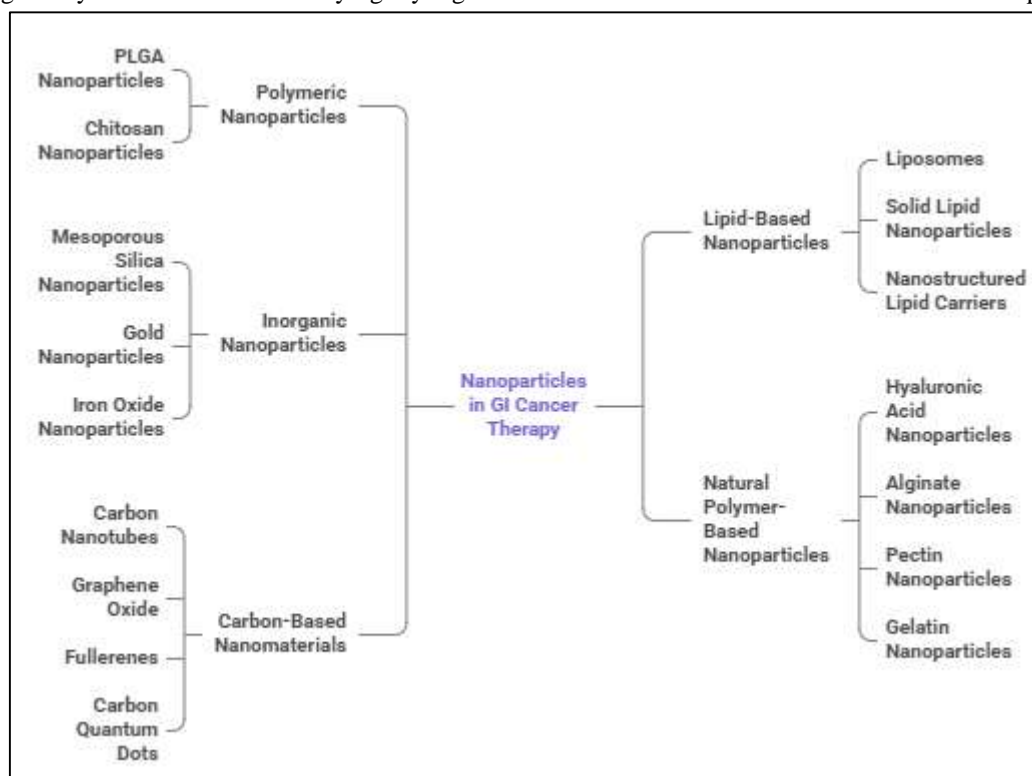 PLGA
Nanoparticles
Chitosan
Nanoparticles
Polymeric
Nanoparticles
Mesoporous
Silica
Nanoparticles
Gold
Nanoparticles
Iron Oxide
Nanoparticles
Inorganic
Nanoparticles
Carbon
Nanotubes
Graphene
Oxide
Fullerenes
Carbon
Quantum
Dots
Carbon-Based
Nanomaterials
Nanoparticles
in GI Cancer
Therapy
Lipid-Based
Nanoparticles
Liposomes
Solid Lipid
Nanoparticles
Nanostructured
Lipid Carriers
Natural
Polymer-
Based
Nanoparticles
Hyaluronic
Acid
Nanoparticles
Alginate
Nanoparticles
Pectin
Nanoparticles
Gelatin
Nanoparticles